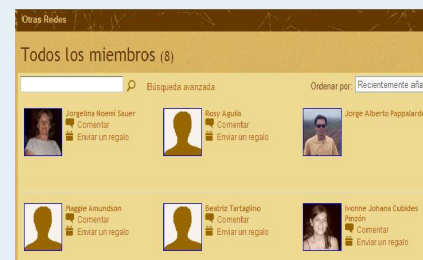 Otras Redes
Todos los miembros (8)
Búsqueda avanzada
Ordenar por: Recientemente aña
Jorgelina Noemi Sauer
Comentar
Enviar un regalo
Rosy Aguila
Comentar
Enviar un regalo
Jorge Alberto Pappalardo
Maggie Amundson
Comentar
Enviar un regalo
Beatriz Tartaglino
Comentar
Enviar un regalo
Ivonne Johana Cubides
Pinzón
Comentar
Enviar un regalo